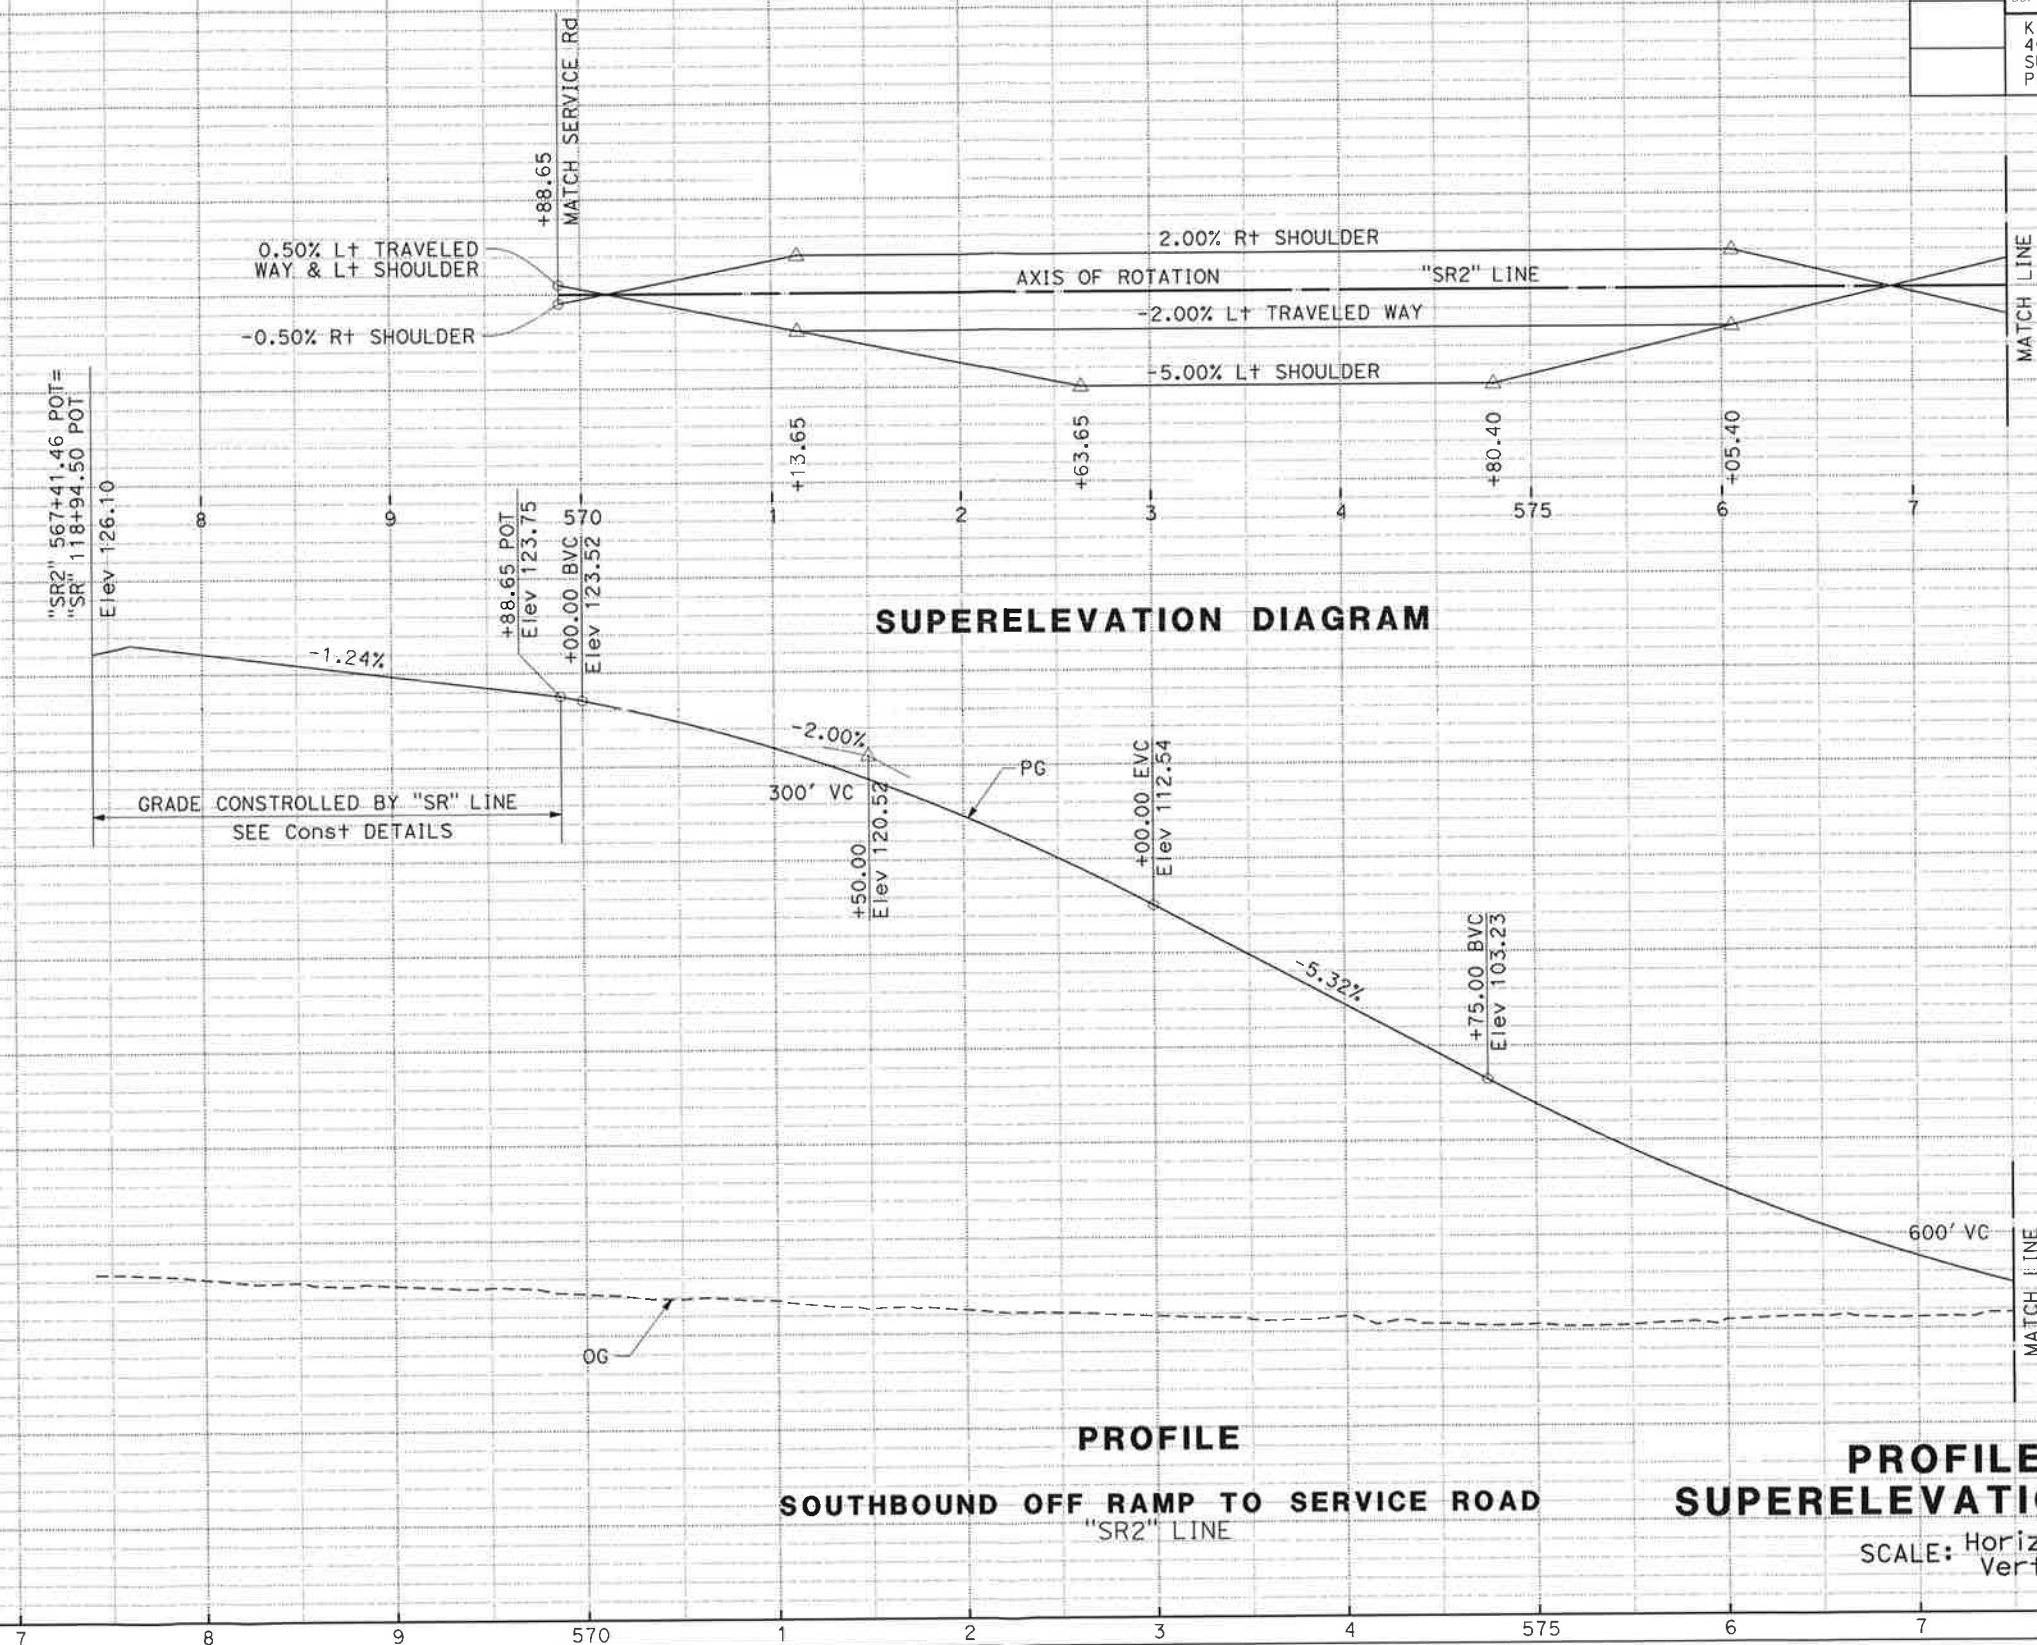 +88.65
MATCH SERVICE Rd
0.50% Lt TRAVELED
WAY & Lt SHOULDER
-0.50% Rt SHOULDER
2.00% Rt SHOULDER
AXIS OF ROTATION
"SR2" LINE
-2.00% Lt TRAVELED WAY
-5.00% Lt SHOULDER
MATCH LINE
+13.65
+63.65
+80.40
+05.40
8
9
570
1
2
3
4
575
6
7
SUPERELEVATION DIAGRAM
"SR2" 567+41.46 POT=
"SR" 118+94.50 POT
Elev 126.10
-1.24%
+88.65 POT
Elev 123.75
+00.00 BVC
Elev 123.52
GRADE CONSTROLLED BY "SR" LINE
SEE Const DETAILS
-2.00%
300' VC
+50.00
Elev 120.52
PG
+00.00 EVC
Elev 112.54
-5.32%
+75.00 BVC
Elev 103.23
600' VC
MATCH LINE
OG
PROFILE
SOUTHBOUND OFF RAMP TO SERVICE ROAD
"SR2" LINE
PROFILE
SUPERELEVATI
SCALE: Horiz
Vert
7
8
9
570
1
2
3
4
575
6
7